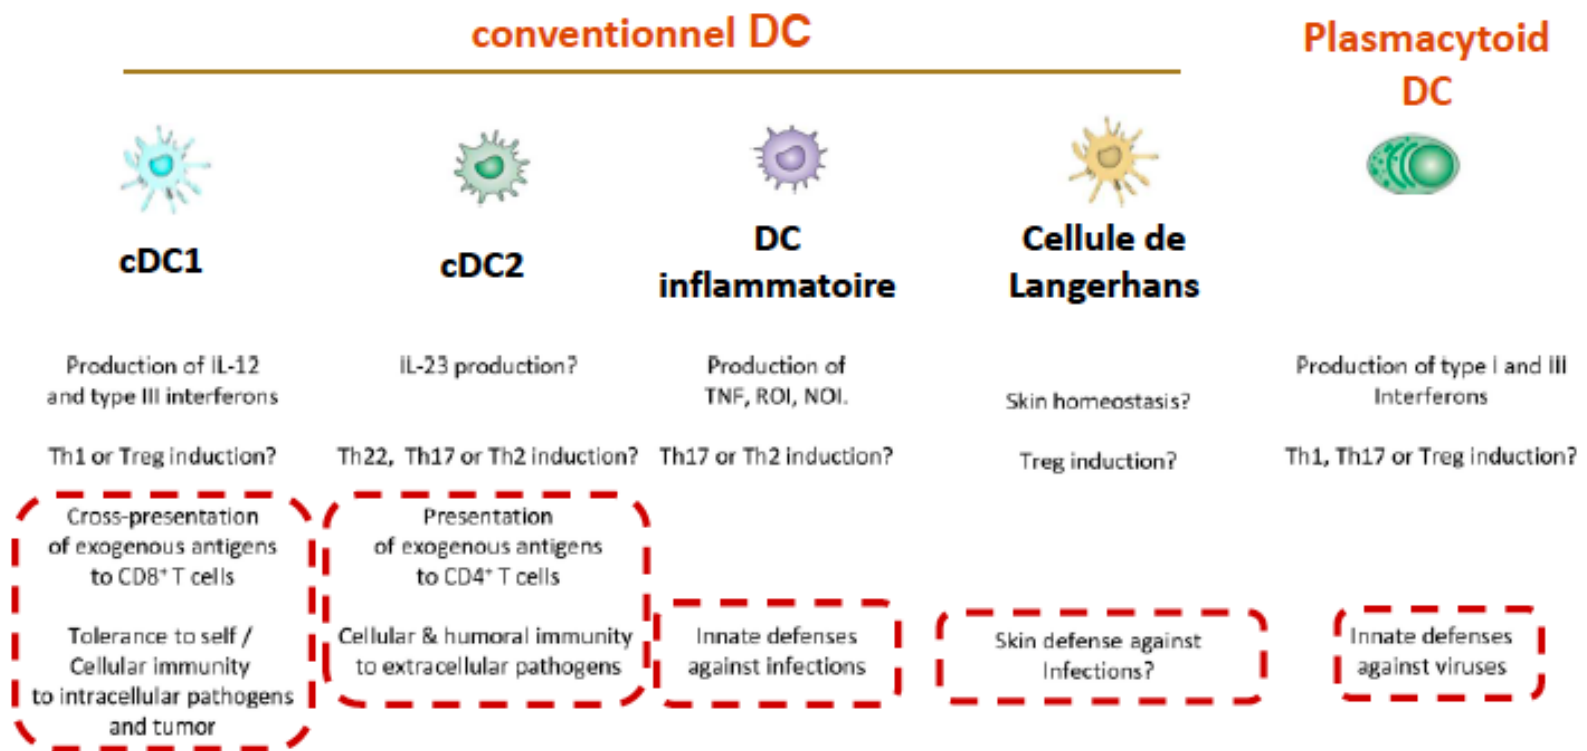 conventionnel DC
Plasmacytoid
DC
cDC1
cDC2
DC
inflammatoire
Cellule de
Langerhans
Production of IL-12
and type III interferons
Th1 or Treg induction?
Cross-presentation
of exogenous antigens
to CD8⁺ T cells
Tolerance to self /
Cellular immunity
to intracellular pathogens
and tumor
IL-23 production?
Th22, Th17 or Th2 induction?
Presentation
of exogenous antigens
to CD4⁺ T cells
Cellular & humoral immunity
to extracellular pathogens
Production of
TNF, ROI, NOI.
Th17 or Th2 induction?
Innate defenses
against infections
Skin homeostasis?
Treg induction?
Skin defense against
Infections?
Production of type I and III
Interferons
Th1, Th17 or Treg induction?
Innate defenses
against viruses